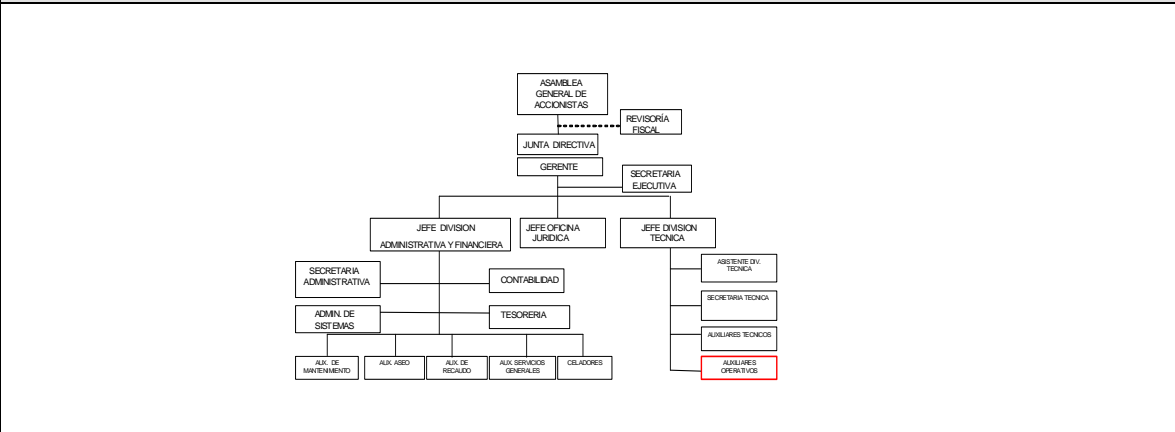 ASAMBLEA
GENERAL DE
ACCIONISTAS
REVISORÍA
FISCAL
JUNTA DIRECTIVA
GERENTE
SECRETARIA
EJECUTIVA
JEFE DIVISION
ADMINISTRATIVA Y FINANCIERA
JEFE OFICINA
JURIDICA
JEFE DIVISION
TECNICA
ASISTENTE DIV.
TECNICA
SECRETARIA
ADMINISTRATIVA
CONTABILIDAD
SECRETARIA TECNICA
ADMIN. DE
SISTEMAS
TESORERIA
AUXILIARES TECNICOS
AUX. DE
MANTENIMIENTO
AUX. ASEO
AUX. DE
RECAUDO
AUX. SERVICIOS
GENERALES
CELADORES
AUXILIARES
OPERATIVOS